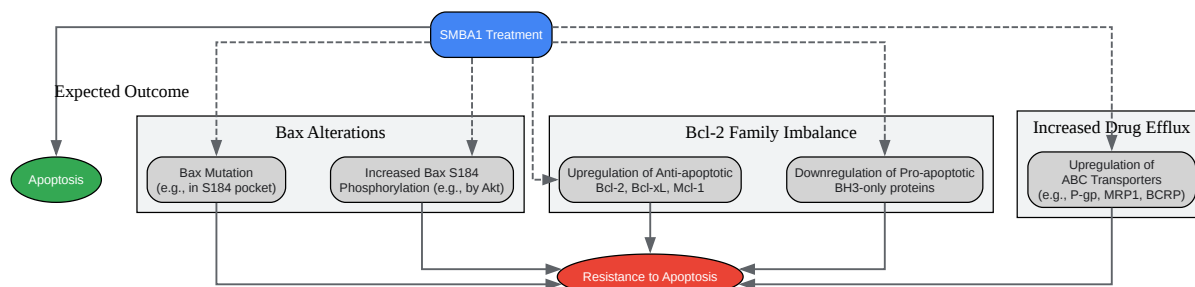 SMBA1 Treatment
Expected Outcome
Bax Alterations
Bcl-2 Family Imbalance
Increased Drug Efflux
Apoptosis
Bax Mutation
(e.g., in S184 pocket)
Increased Bax S184
Phosphorylation (e.g., by Akt)
Upregulation of Anti-apoptotic
Bcl-2, Bcl-xL, Mcl-1
Downregulation of Pro-apoptotic
BH3-only proteins
Upregulation of
ABC Transporters
(e.g., P-gp, MRP1, BCRP)
Resistance to Apoptosis